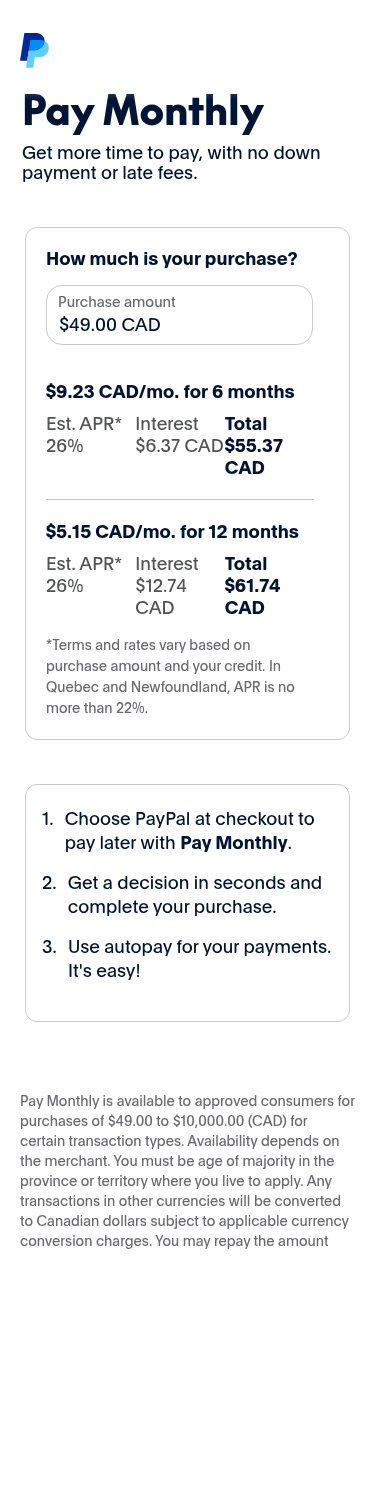 Pay Monthly
Get more time to pay, with no down
payment or late fees.
How much is your purchase?
Purchase amount
$49.00 CAD
$9.23 CAD/mo. for 6 months
Est. APR* Interest Total
26% $6.37 CAD $55.37
CAD
$5.15 CAD/mo. for 12 months
Est. APR* Interest Total
26% $12.74 $61.74
CAD CAD
*Terms and rates vary based on
purchase amount and your credit. In
Quebec and Newfoundland, APR is no
more than 22%.
1. Choose PayPal at checkout to
pay later with Pay Monthly.
2. Get a decision in seconds and
complete your purchase.
3. Use autopay for your payments.
It's easy!
Pay Monthly is available to approved consumers for
purchases of $49.00 to $10,000.00 (CAD) for
certain transaction types. Availability depends on
the merchant. You must be age of majority in the
province or territory where you live to apply. Any
transactions in other currencies will be converted
to Canadian dollars subject to applicable currency
conversion charges. You may repay the amount